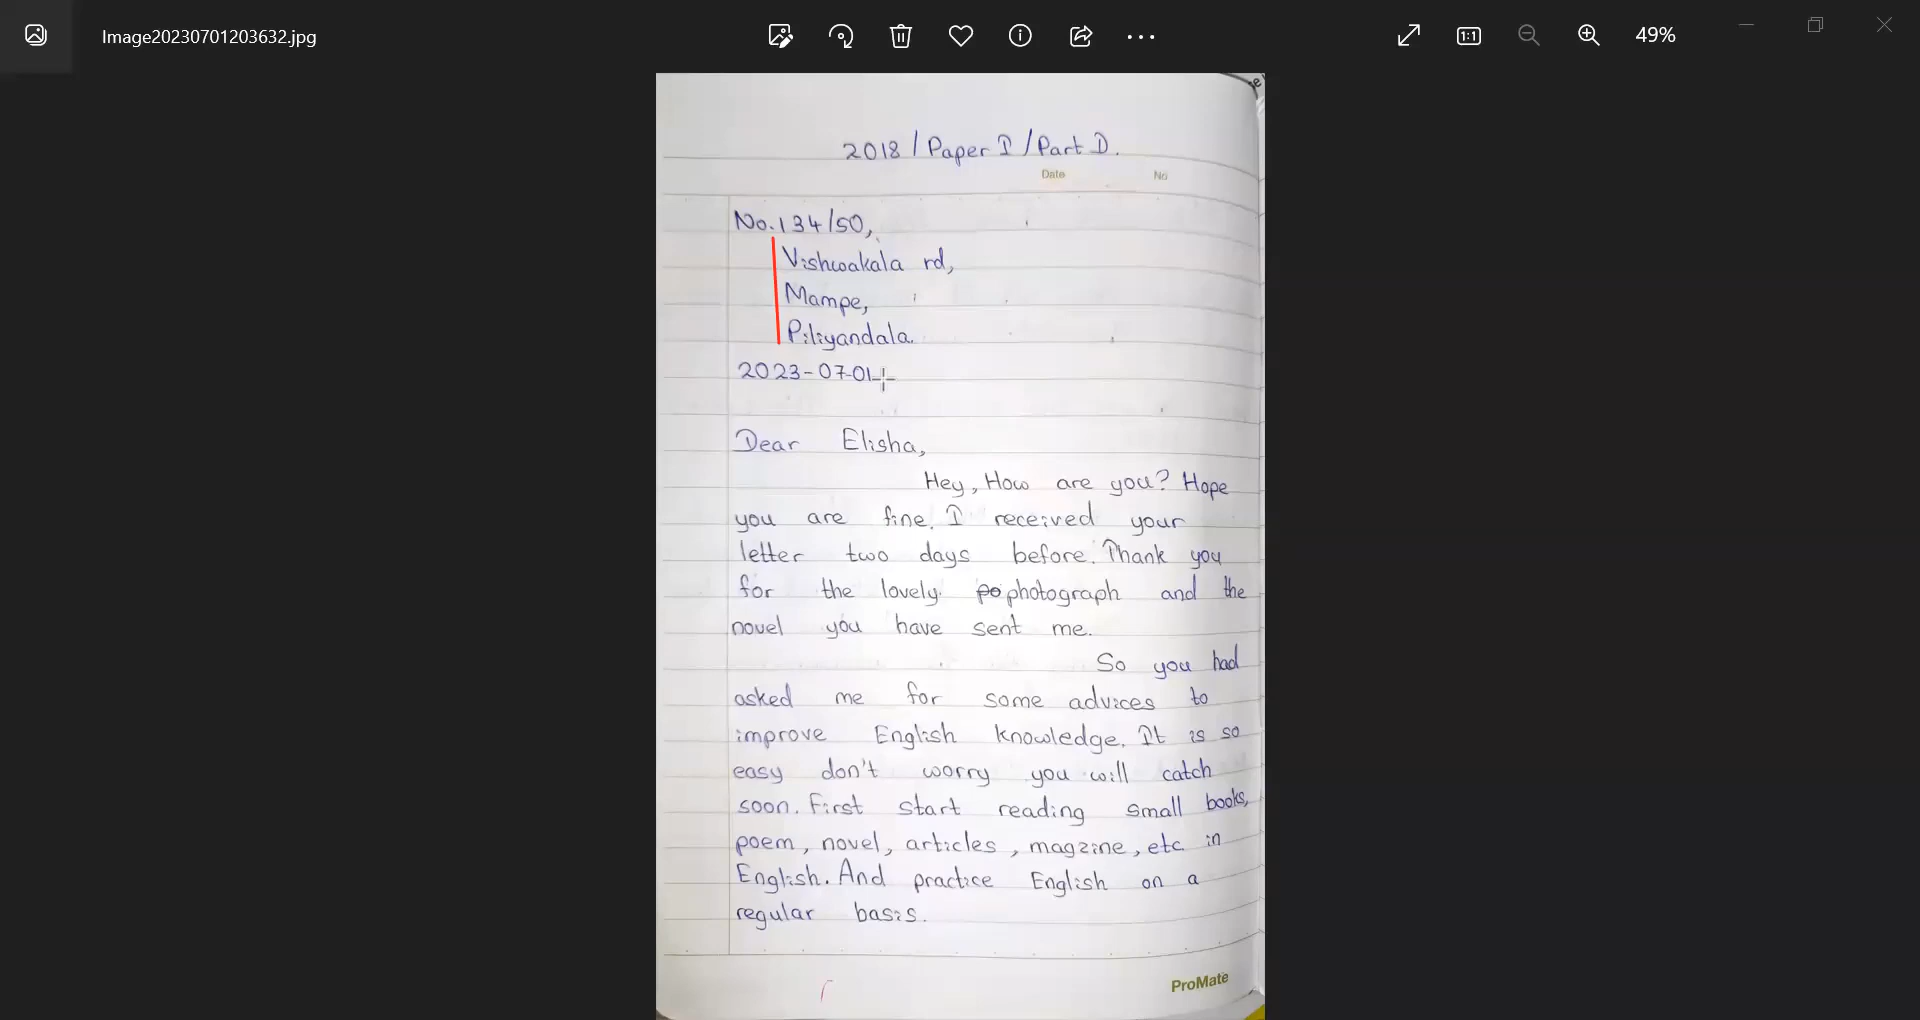 Image20230701203632.jpg
49%
2018 / Paper I / Part D.
Date No
No.134/50,
Vishwakala rd,
Mampe,
Piliyandala.
2023-07-01
Dear Elisha,
Hey, How are you? Hope
you are fine. I received your
letter two days before. Thank you
for the lovely photograph and the
novel you have sent me.
So you had
asked me for some advices to
improve English knowledge. It is so
easy don't worry you will catch
soon. First start reading small books,
poem, novel, articles, magzine, etc in
English. And practice English on a
regular basis.
ProMate